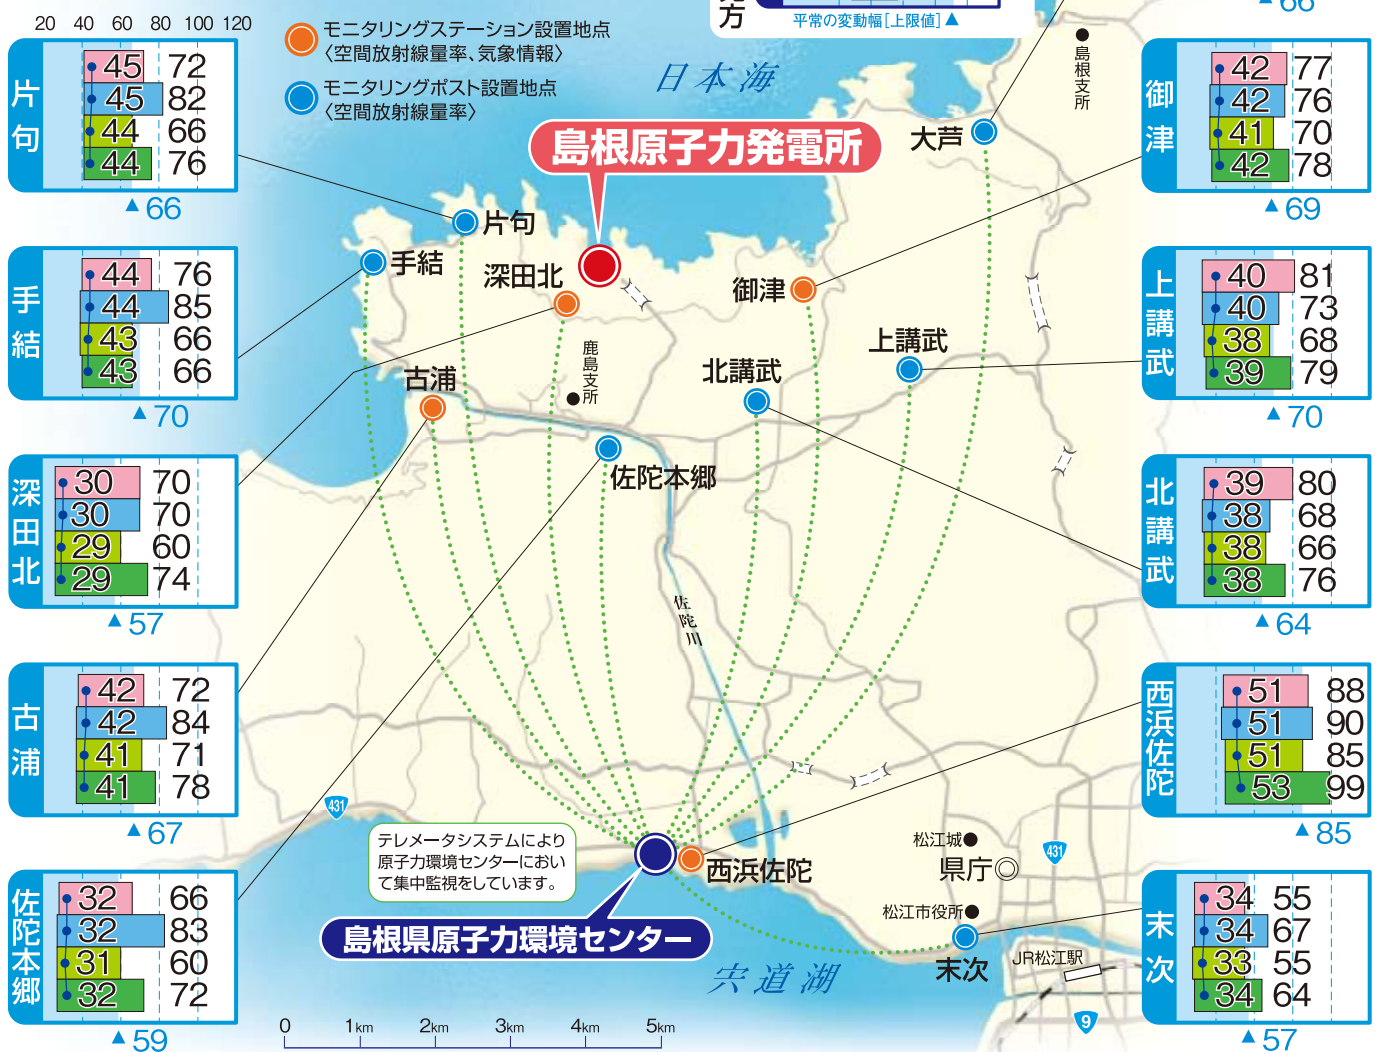 20 40 60 80 100 120
モニタリングステーション設置地点
〈空間放射線量率、気象情報〉
モニタリングポスト設置地点
〈空間放射線量率〉
方
平常の変動幅[上限値]▲
▲66
片句
45 72
45 82
44 66
44 76
▲66
手結
44 76
44 85
43 66
43 66
▲70
深田北
30 70
30 70
29 60
29 74
▲57
古浦
42 72
42 84
41 71
41 78
▲67
佐陀本郷
32 66
32 83
31 60
32 72
▲59
日本海
島根原子力発電所
大芦
島根支所
片句
手結
深田北
御津
鹿島支所
古浦
北講武
上講武
佐陀本郷
佐陀川
431
テレメータシステムにより
原子力環境センターにおい
て集中監視をしています。
西浜佐陀
島根県原子力環境センター
松江城
県庁
431
松江市役所
末次
JR松江駅
宍道湖
9
0 1km 2km 3km 4km 5km
御津
42 77
42 76
41 70
42 78
▲69
上講武
40 81
40 73
38 68
39 79
▲70
北講武
39 80
38 68
38 66
38 76
▲64
西浜佐陀
51 88
51 90
51 85
53 99
▲85
末次
34 55
34 67
33 55
34 64
▲57